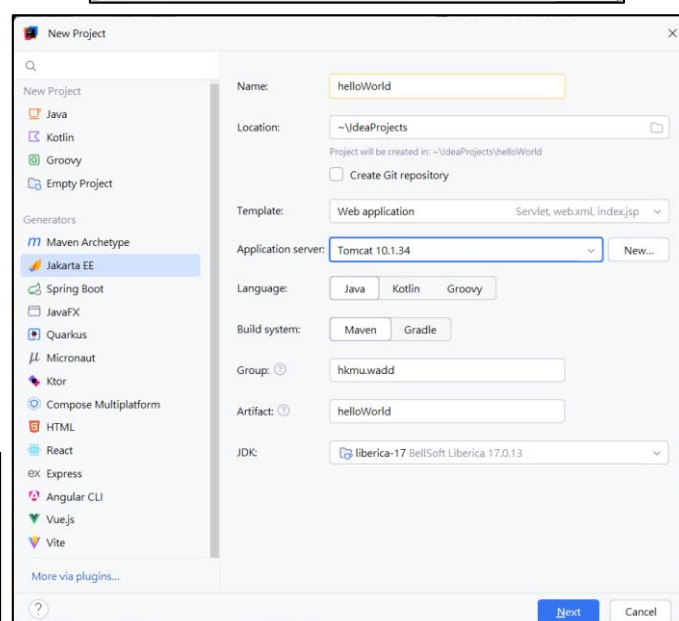 New Project
New Project
Java
Kotlin
Groovy
Empty Project
Generators
Maven Archetype
Jakarta EE
Spring Boot
JavaFX
Quarkus
Micronaut
Ktor
Compose Multiplatform
HTML
React
ex Express
Angular CLI
Vue.js
Vite
More via plugins...
?
Name: helloWorld
Location: ~\IdeaProjects
Project will be created in: ~\IdeaProjects\helloWorld
Create Git repository
Template: Web application Servlet, web.xml, index.jsp
Application server: Tomcat 10.1.34 New...
Language: Java Kotlin Groovy
Build system: Maven Gradle
Group: ? hkmu.wadd
Artifact: ? helloWorld
JDK: liberica-17 BellSoft Liberica 17.0.13
Next Cancel